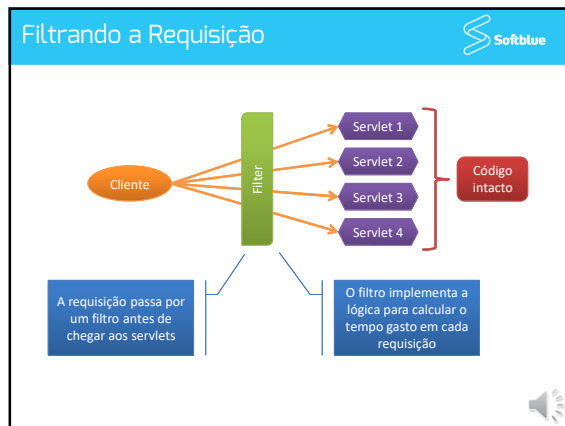 Filtrando a Requisição
Softblue
Servlet 1
Servlet 2
Servlet 3
Servlet 4
Cliente
Filter
Código
intacto
A requisição passa por
um filtro antes de
chegar aos servlets
O filtro implementa a
lógica para calcular o
tempo gasto em cada
requisição